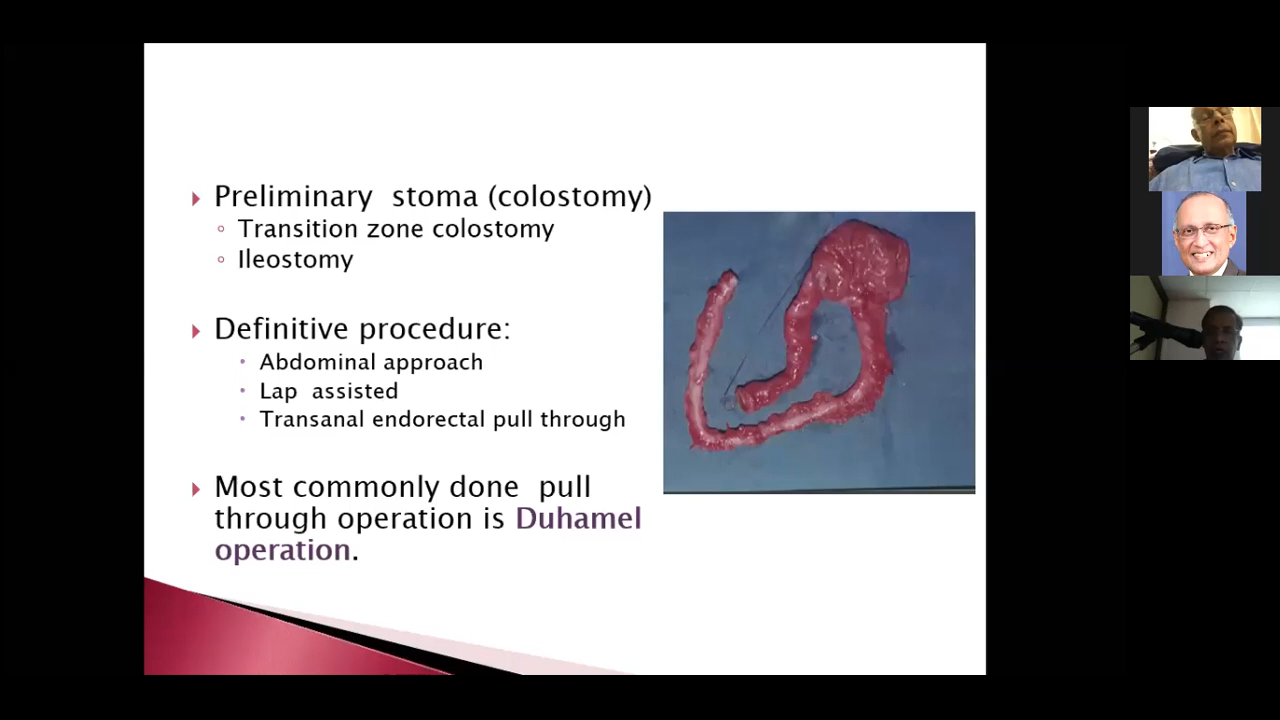 Preliminary stoma (colostomy)
Transition zone colostomy
Ileostomy
Definitive procedure:
Abdominal approach
Lap assisted
Transanal endorectal pull through
Most commonly done pull
through operation is Duhamel
operation.